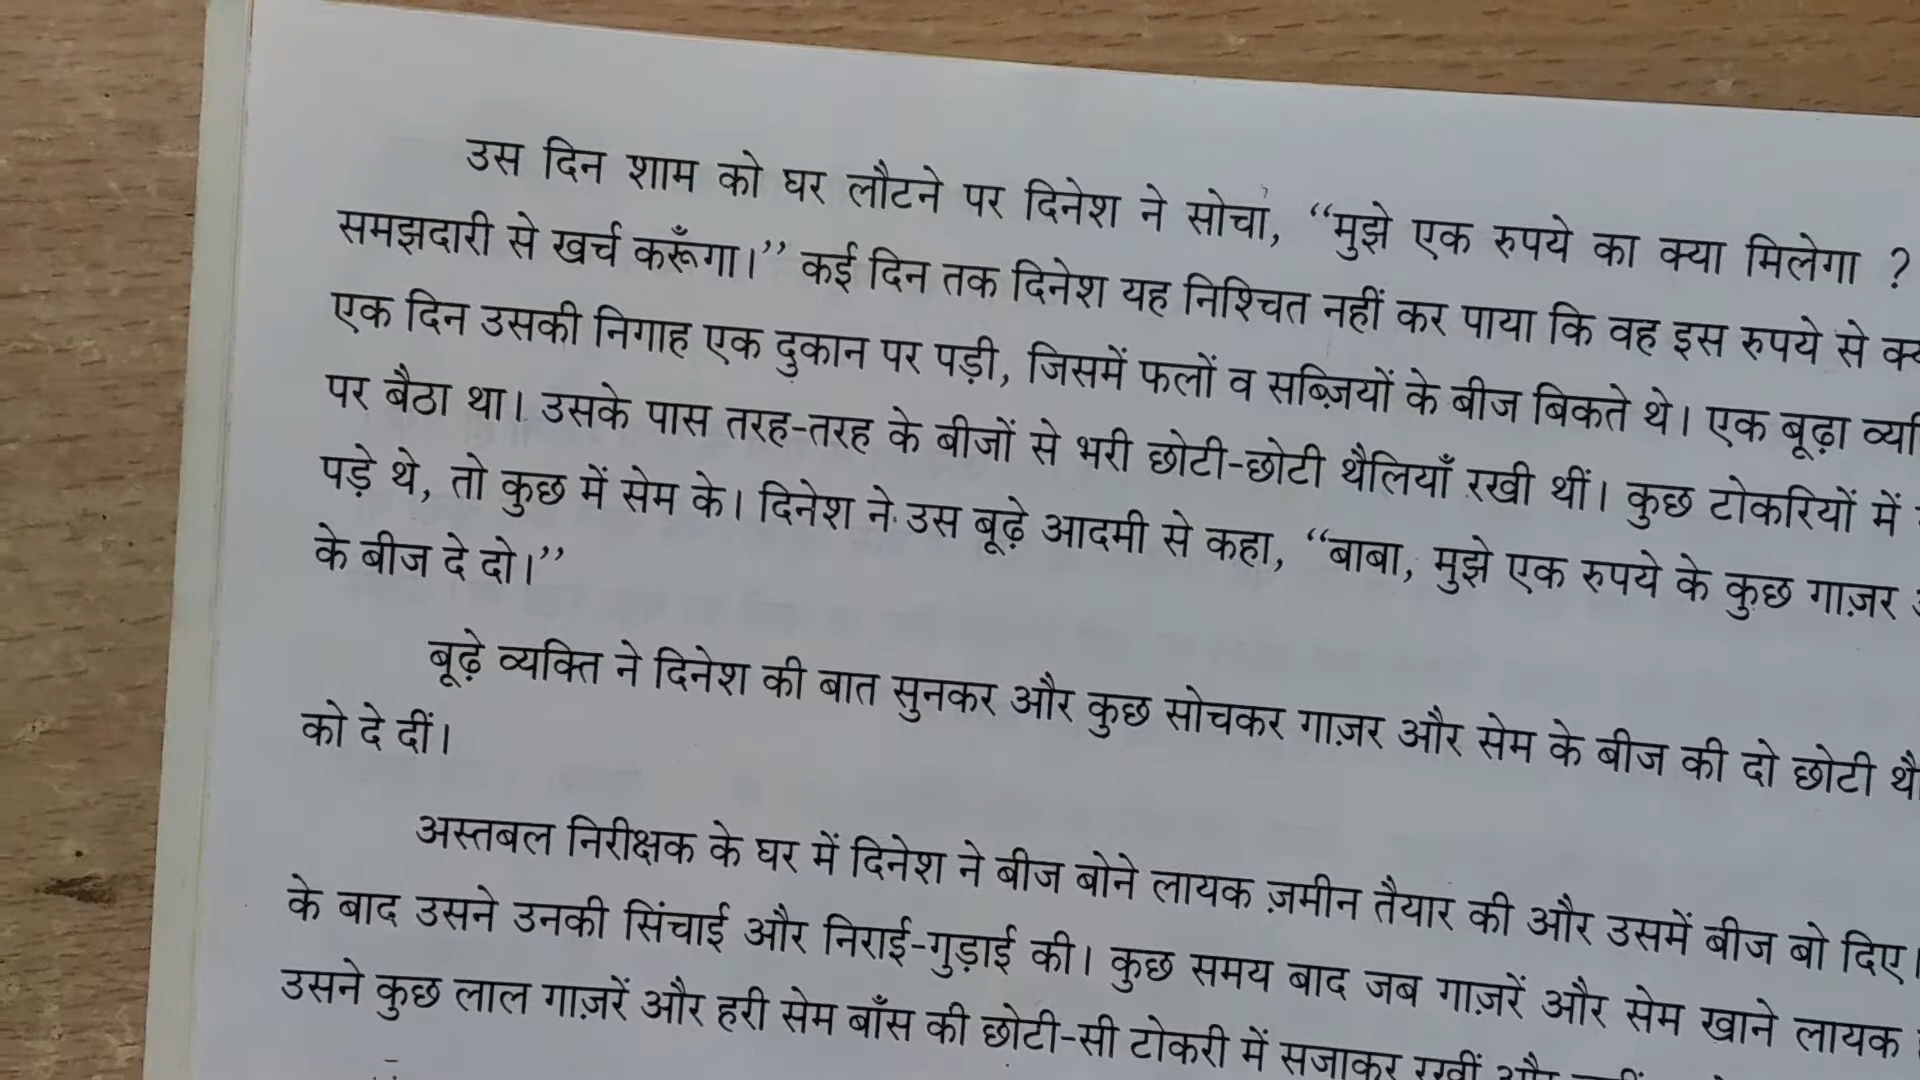 उस दिन शाम को घर लौटने पर दिनेश ने सोचा, “मुझे एक रुपये का क्या मिलेगा ?
समझदारी से खर्च करूँगा।” कई दिन तक दिनेश यह निश्चित नहीं कर पाया कि वह इस रुपये से
एक दिन उसकी निगाह एक दुकान पर पड़ी, जिसमें फलों व सब्ज़ियों के बीज बिकते थे। एक बूढ़ा
पर बैठा था। उसके पास तरह-तरह के बीजों से भरी छोटी-छोटी थैलियाँ रखी थीं। कुछ टोकरियों में
पड़े थे, तो कुछ में सेम के। दिनेश ने उस बूढ़े आदमी से कहा, “बाबा, मुझे एक रुपये के कुछ गाज़र
के बीज दे दो।”
बूढ़े व्यक्ति ने दिनेश की बात सुनकर और कुछ सोचकर गाज़र और सेम के बीज की दो छोटी
को दे दीं।
अस्तबल निरीक्षक के घर में दिनेश ने बीज बोने लायक ज़मीन तैयार की और उसमें बीज बो दिए।
के बाद उसने उनकी सिंचाई और निराई-गुड़ाई की। कुछ समय बाद जब गाज़रें और सेम खाने लायक
उसने कुछ लाल गाज़रें और हरी सेम बाँस की छोटी-सी टोकरी में सजाकर रखीं और